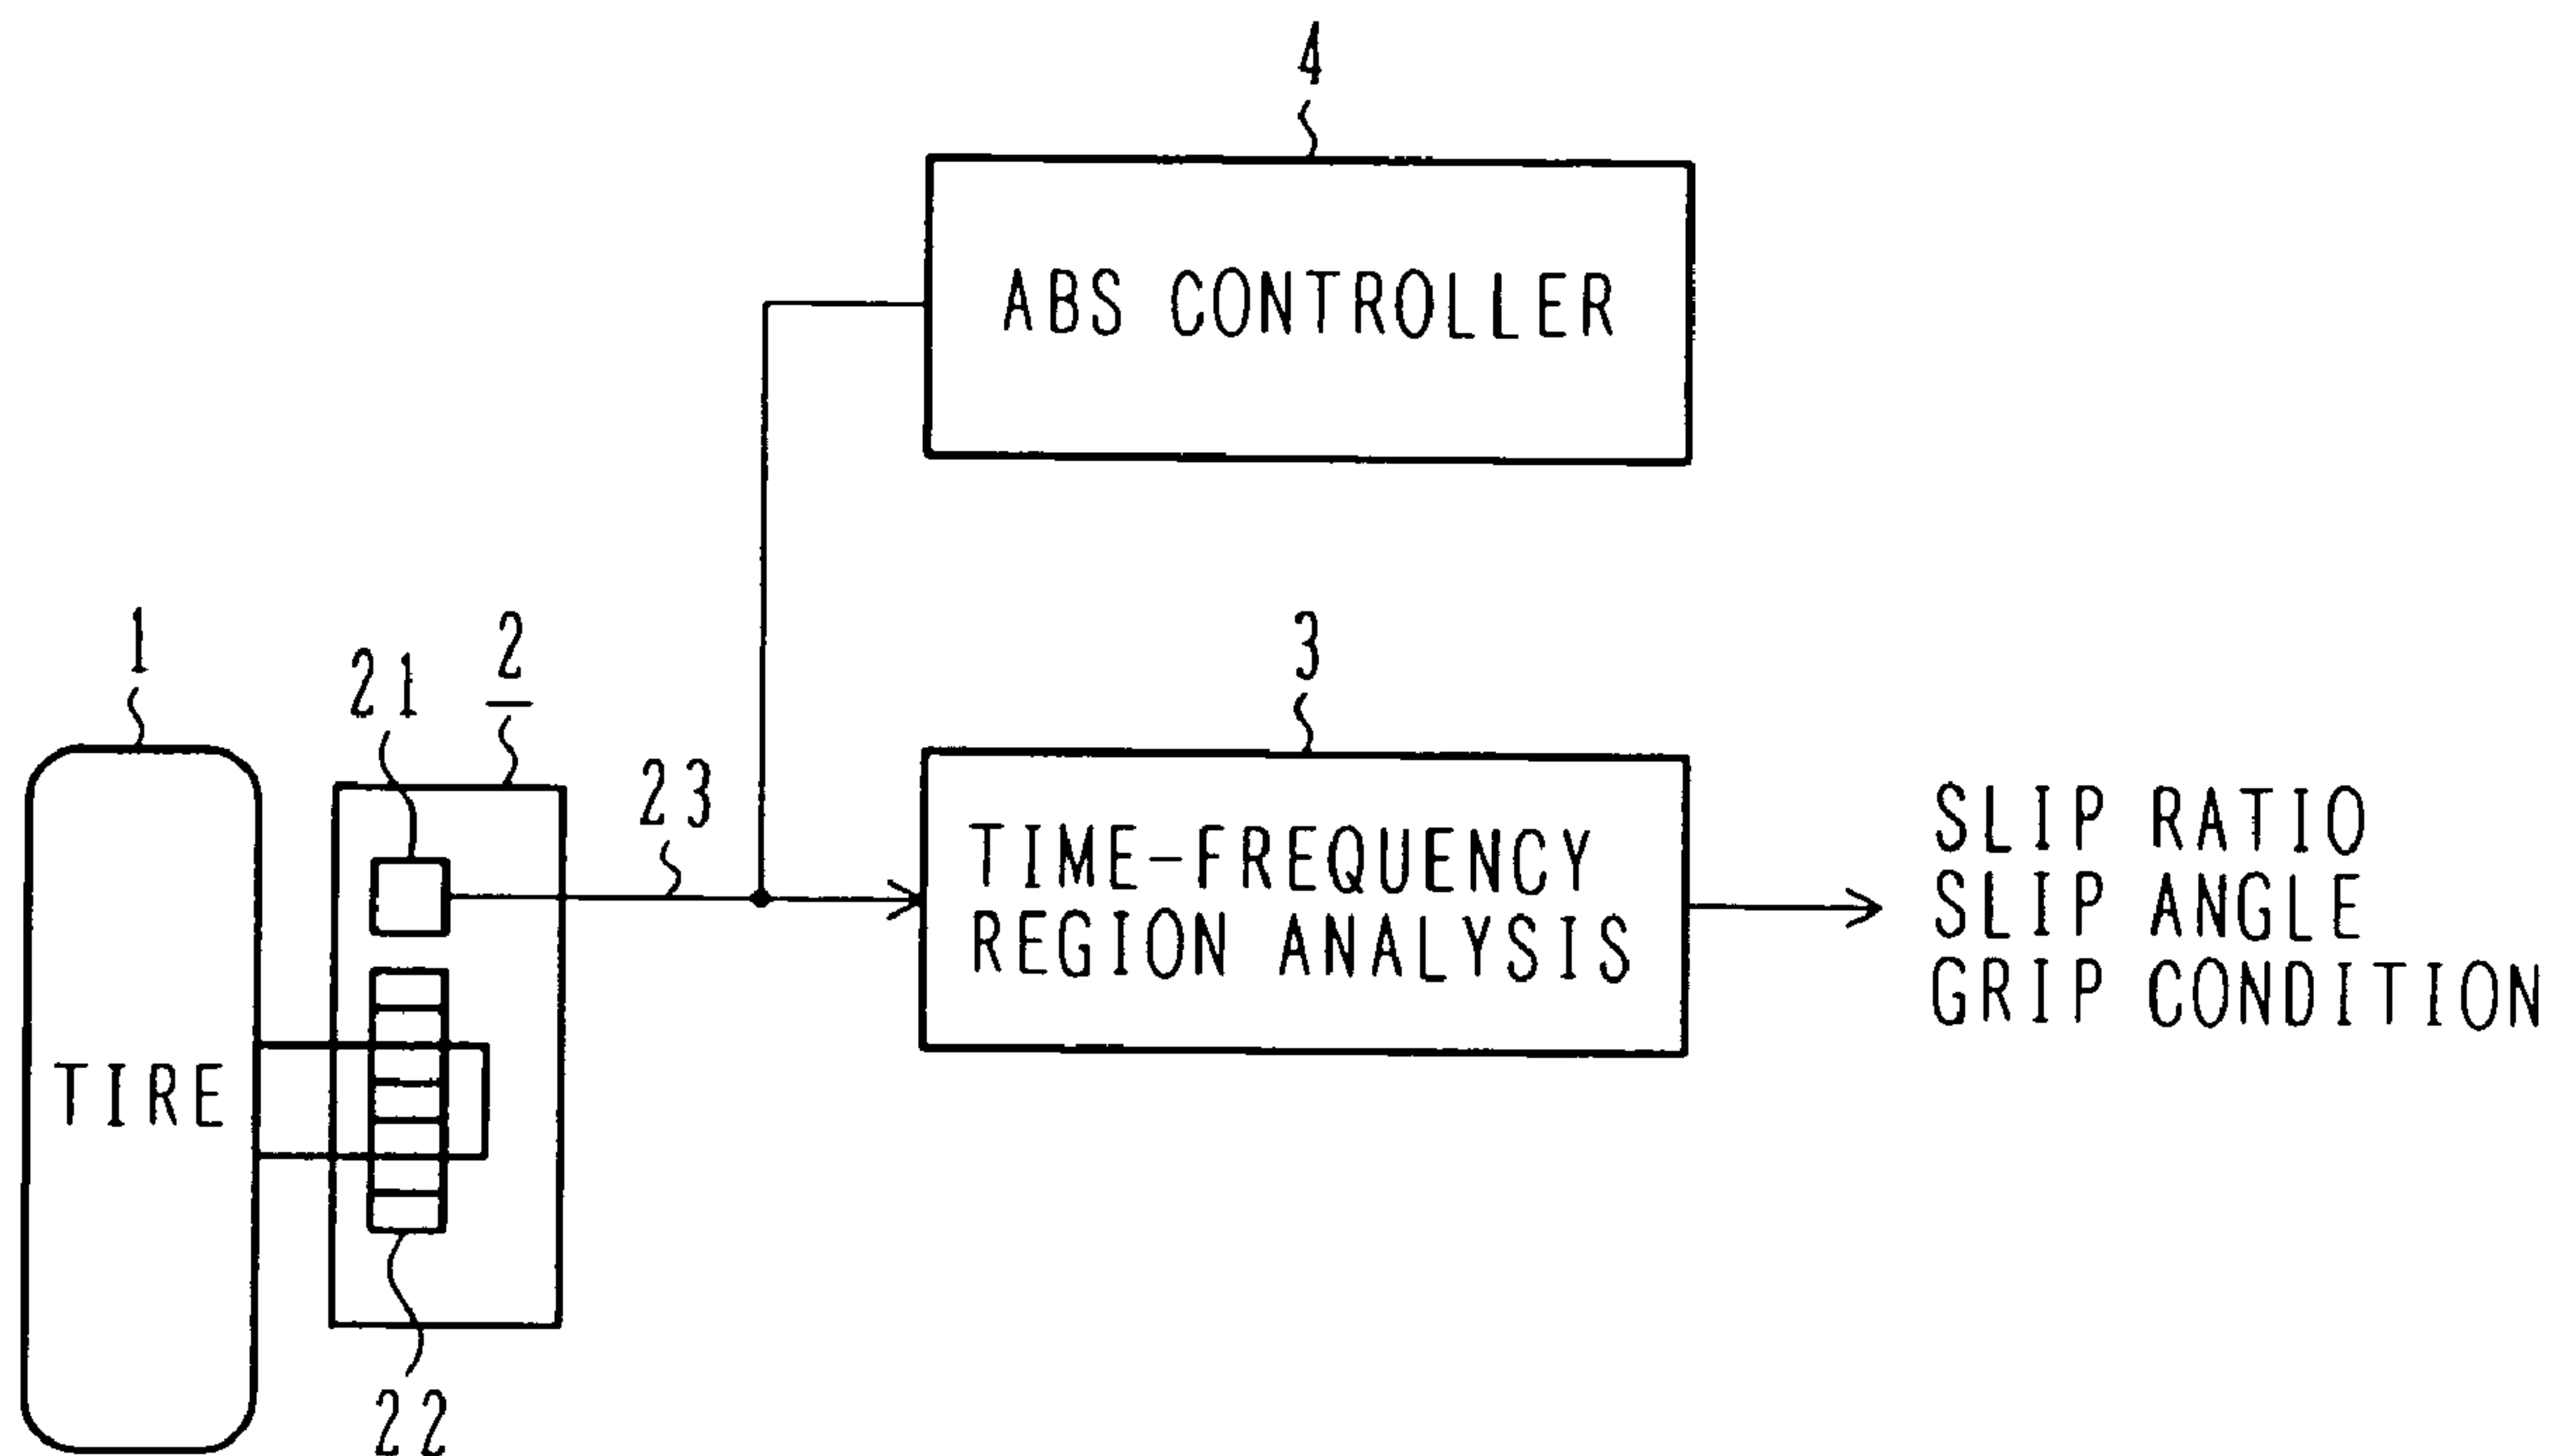 4
ABS CONTROLLER
1
21
2
23
3
TIME-FREQUENCY
REGION ANALYSIS
SLIP RATIO
SLIP ANGLE
GRIP CONDITION
TIRE
22